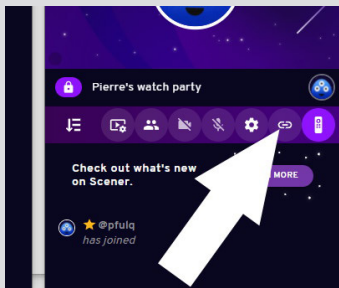 Pierre's watch party
Check out what's new
on Scener.
MORE
@pfulq
has joined